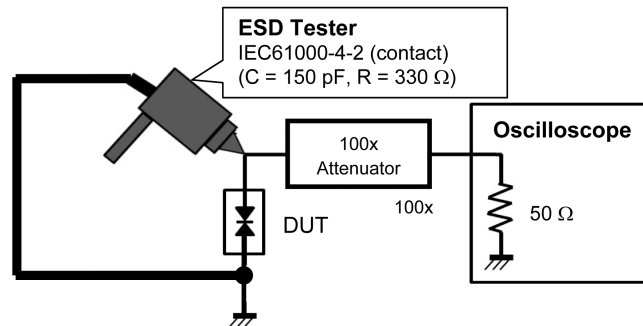 ESD Tester
IEC61000-4-2 (contact)
(C = 150 pF, R = 330 Ω)
100x
Attenuator
Oscilloscope
100x
50 Ω
DUT